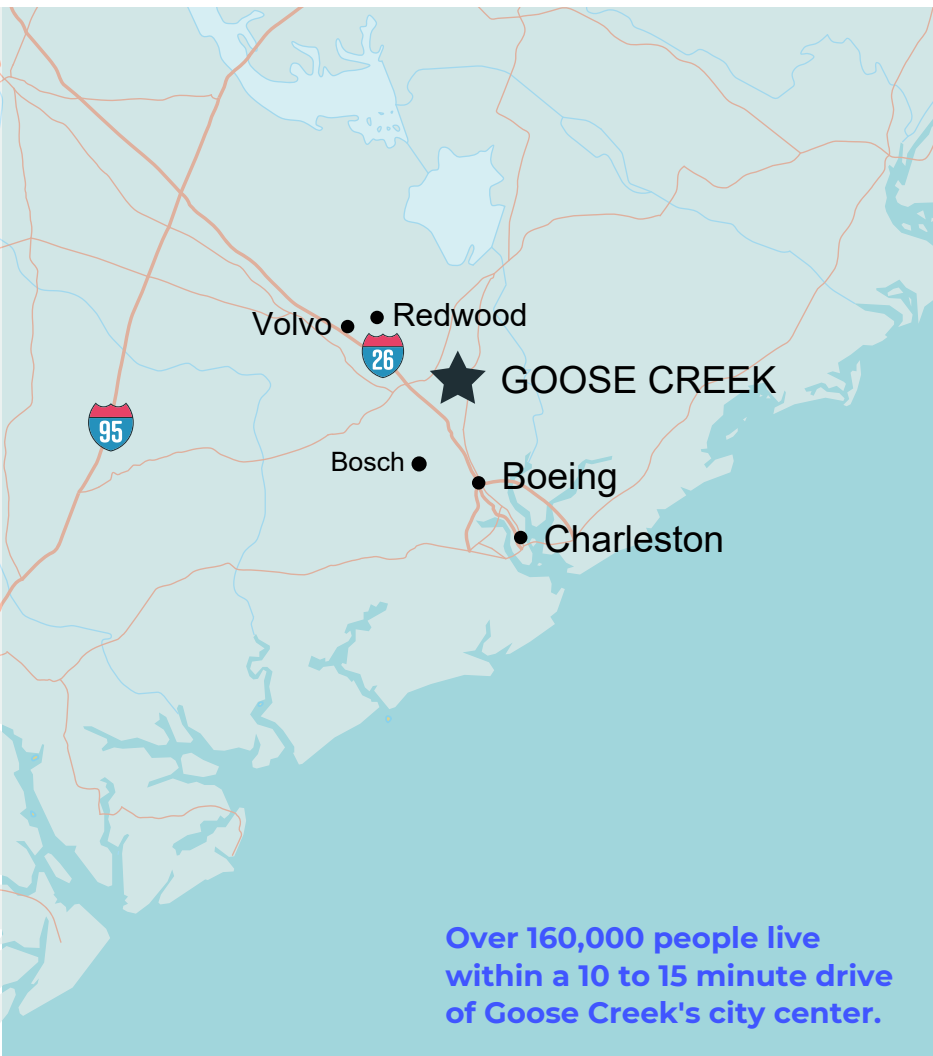 Volvo
Redwood
26
GOOSE CREEK
95
Bosch
Boeing
Charleston
Over 160,000 people live
within a 10 to 15 minute drive
of Goose Creek's city center.